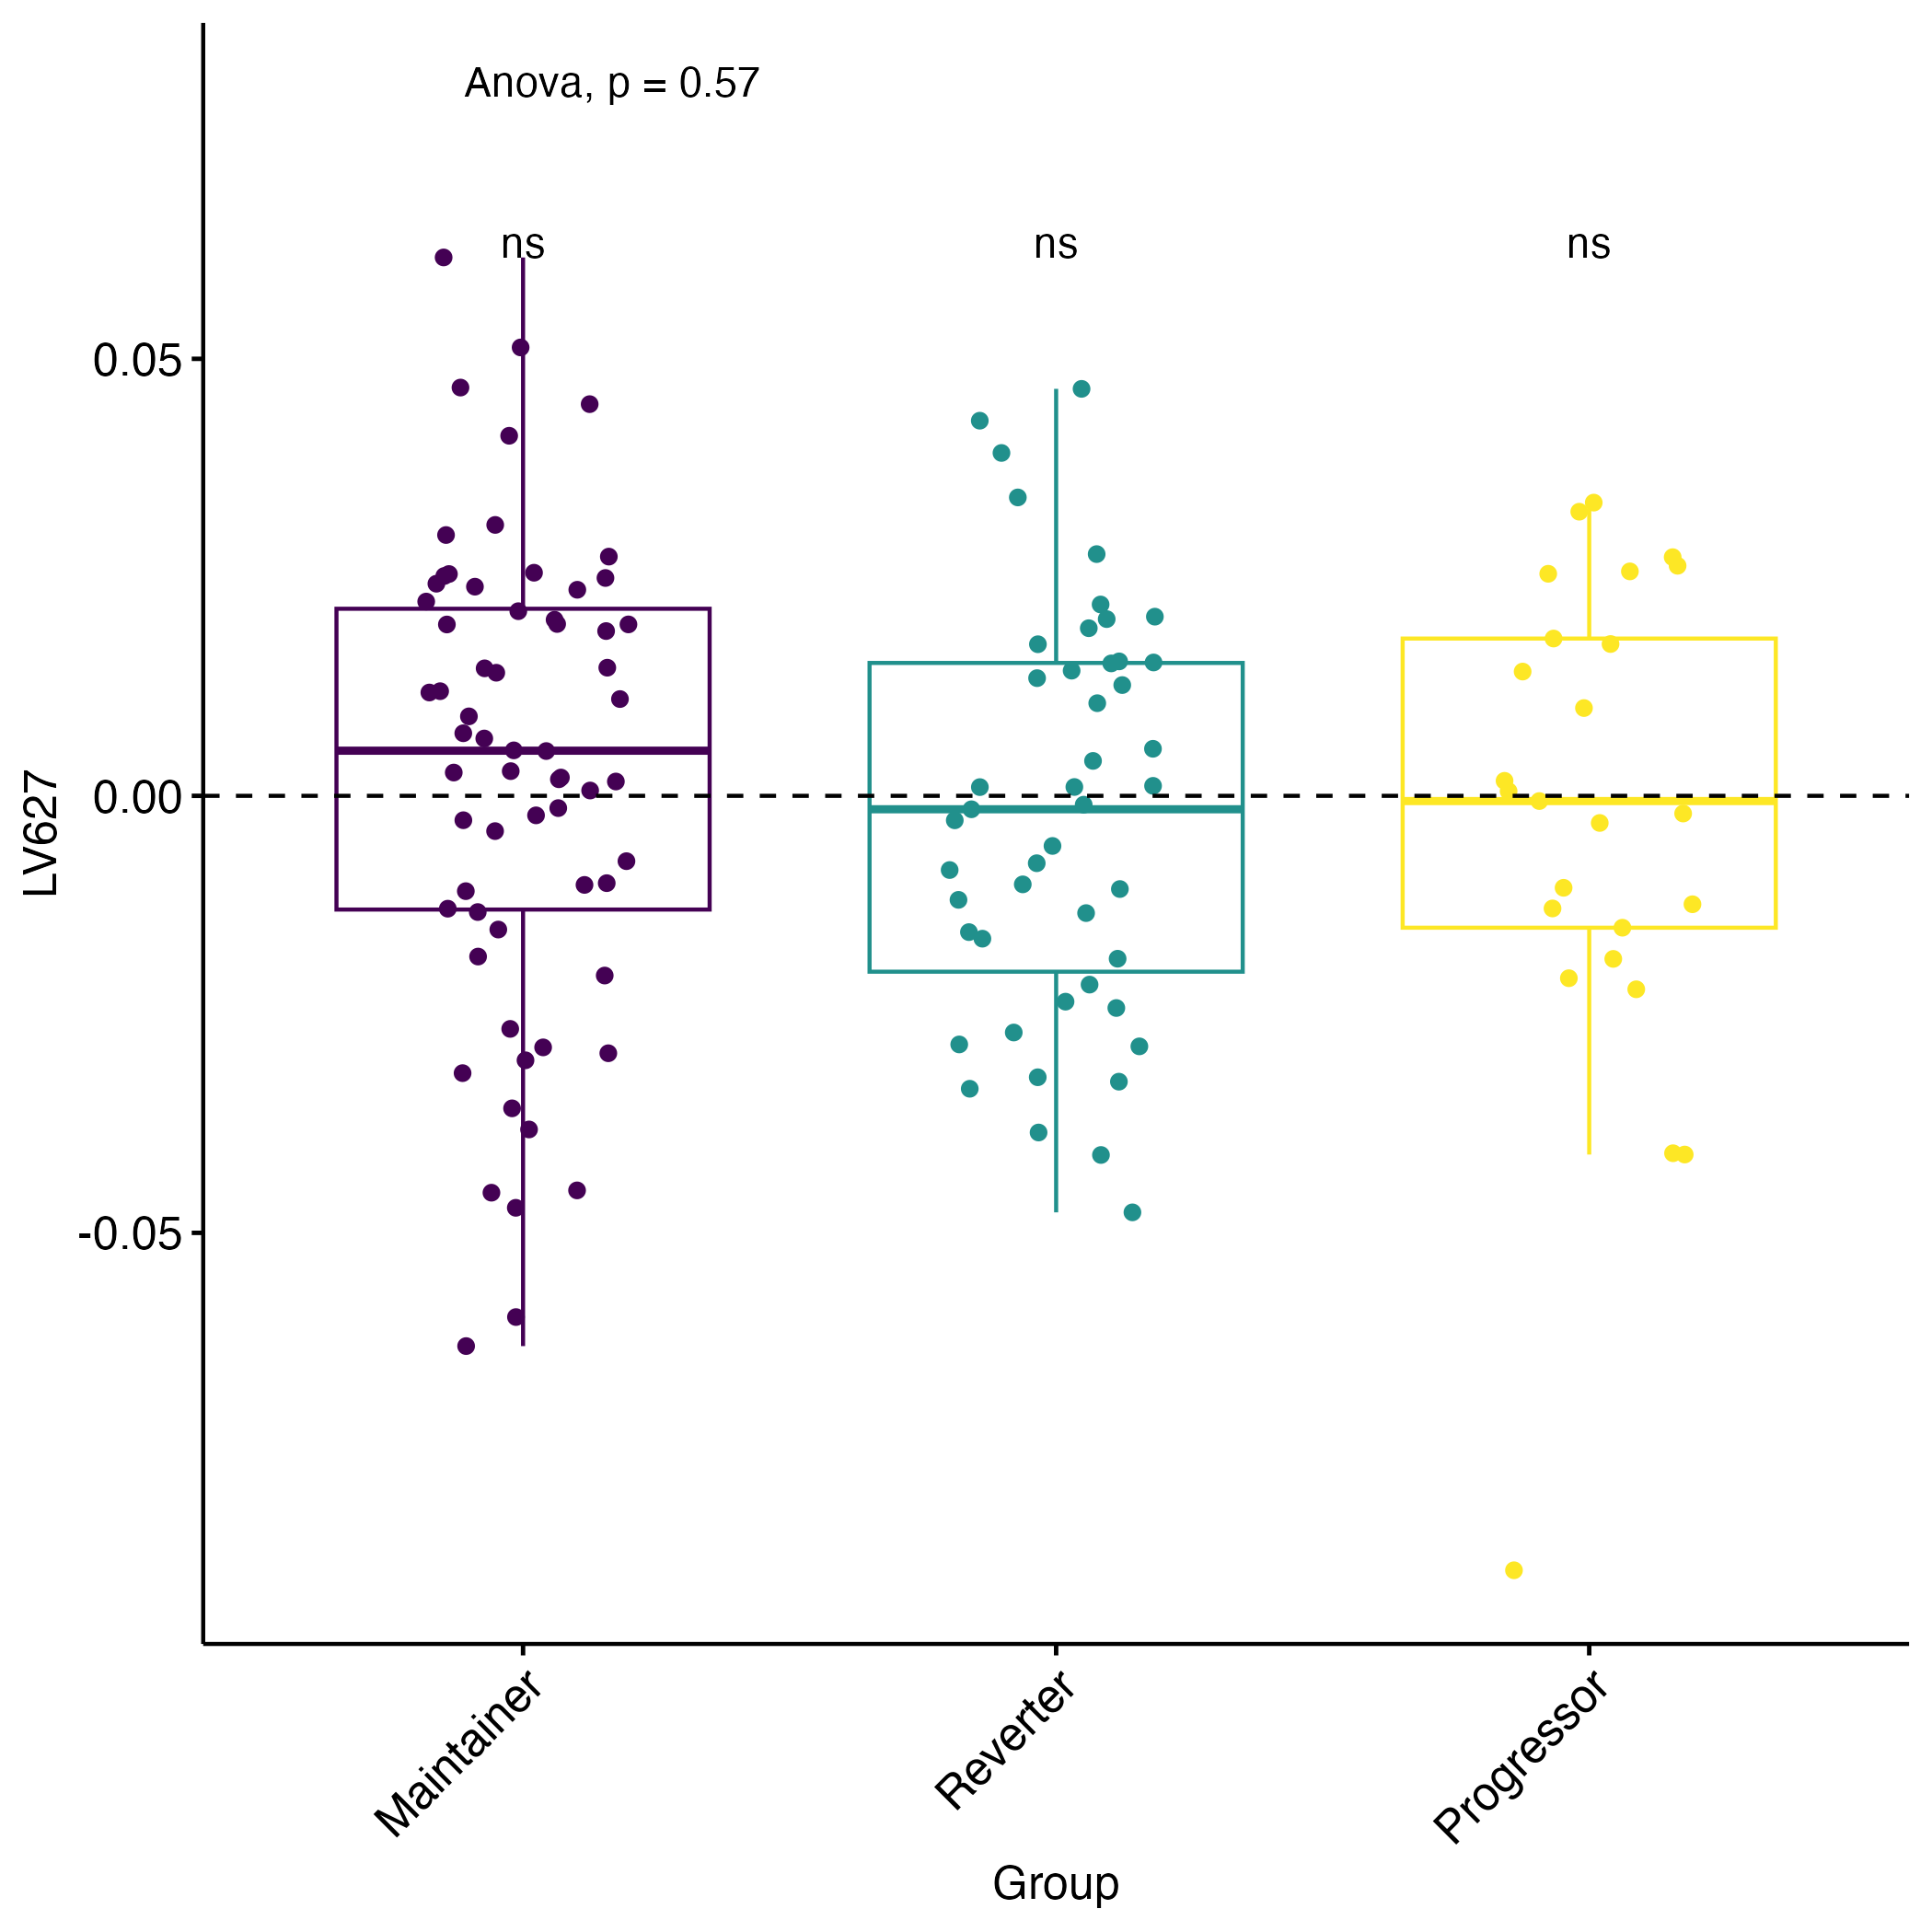 Anova, p = 0.57
ns ns ns
0.05
0.00
-0.05
LV627
Maintainer Reverter Progressor
Group